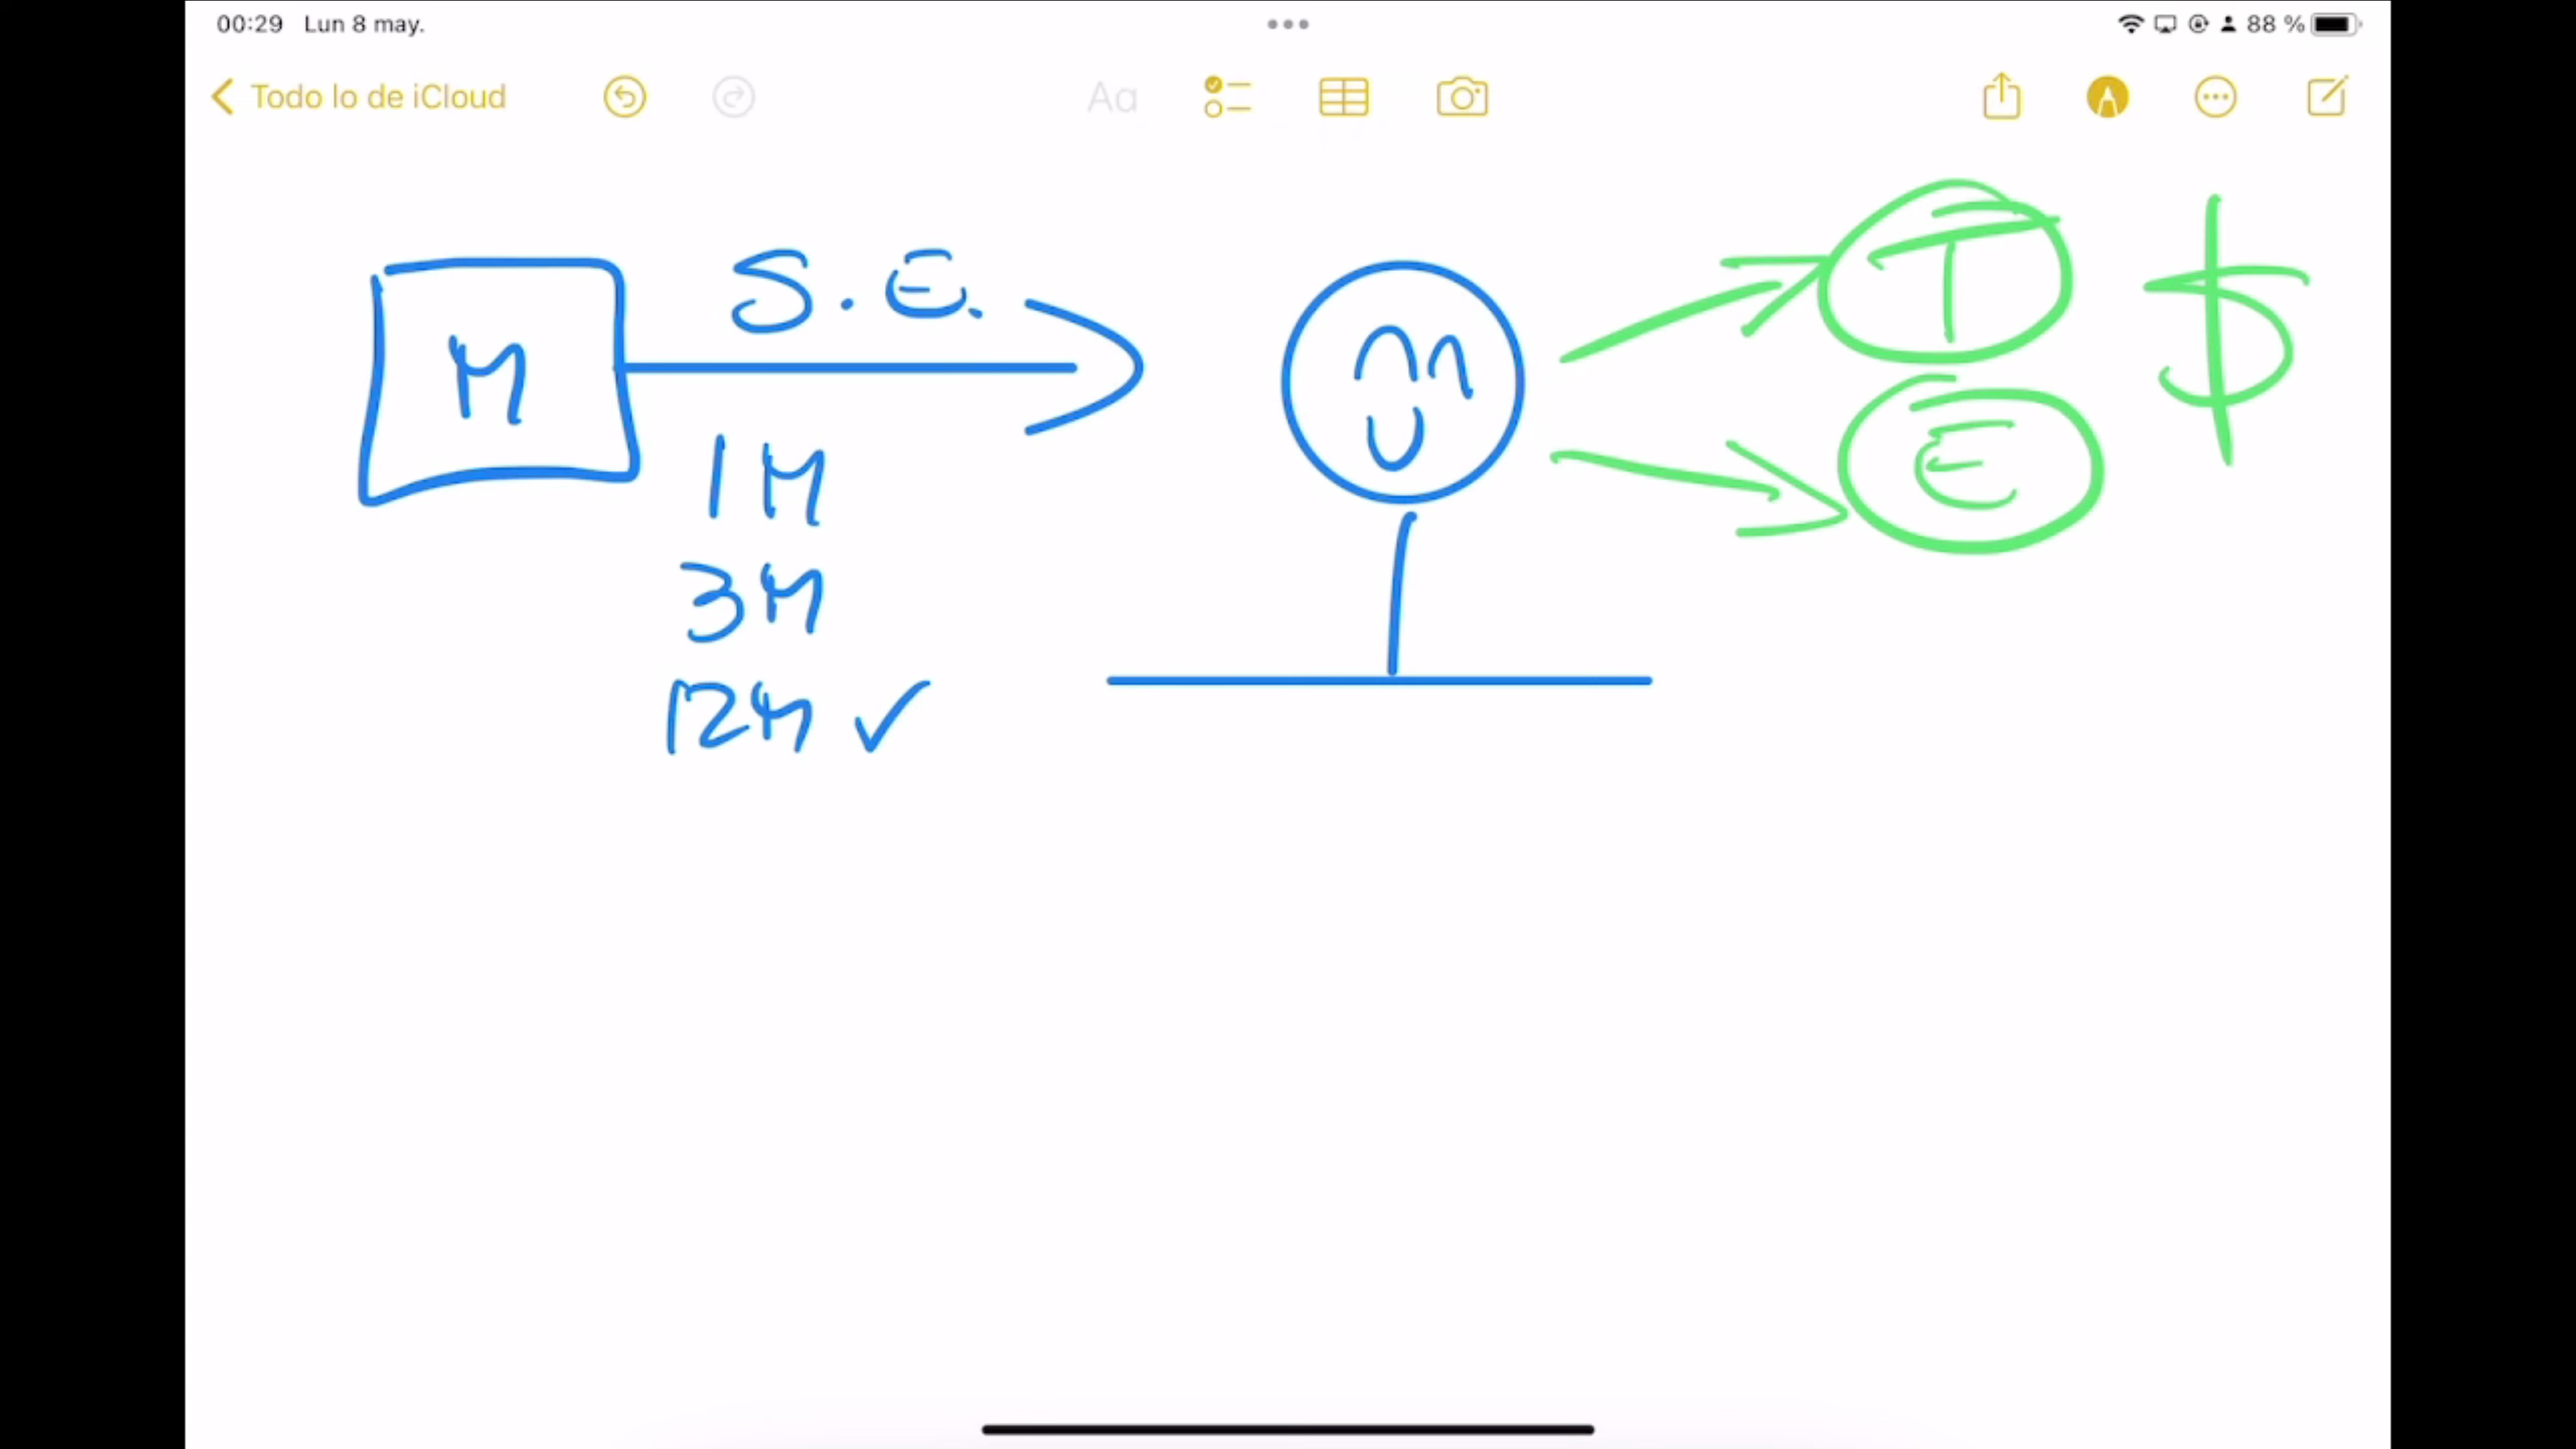 00:29 Lun 8 may.
88 %
Todo lo de iCloud
Aa
M
S.E.
T
$
E
1M
3M
12M ✓